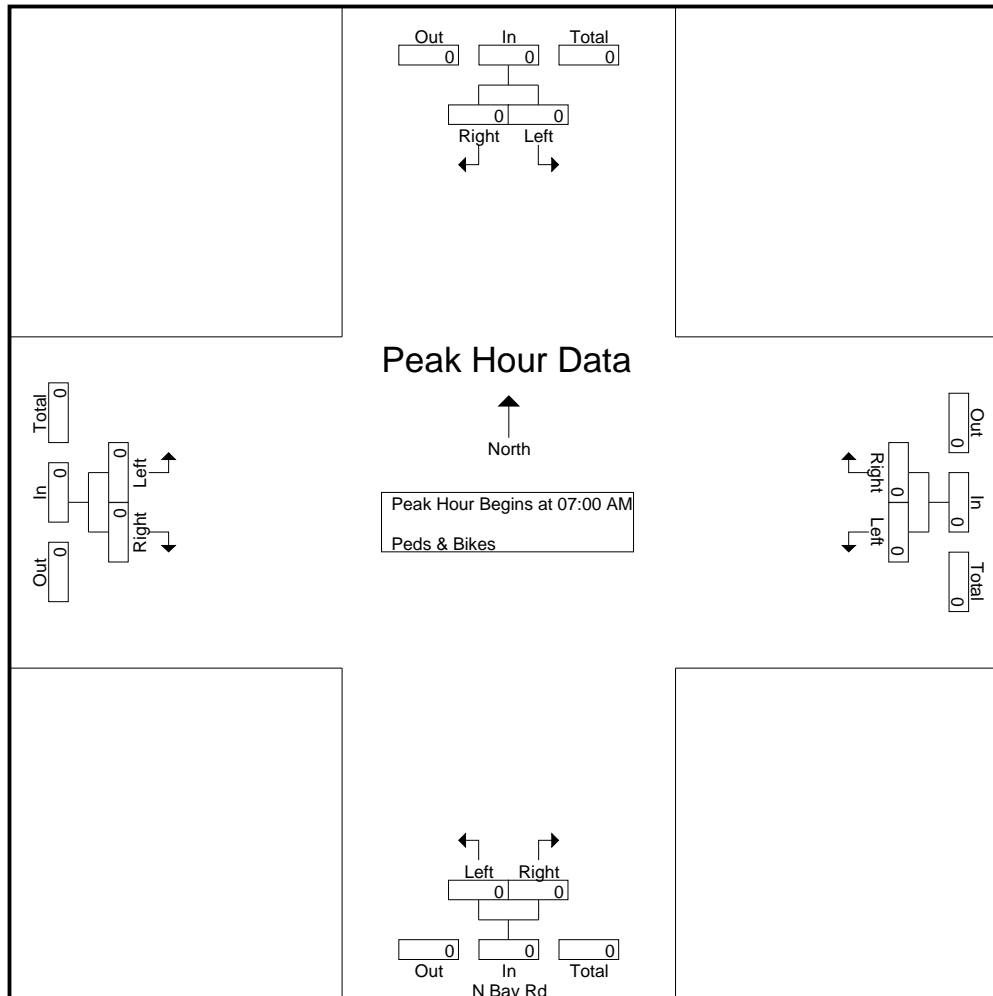 Out In Total
0 0 0
0 0
Right Left
Peak Hour Data
North
Peak Hour Begins at 07:00 AM
Peds & Bikes
Total 0
In 0
Out 0
0 Left
0 Right
Right 0
Left 0
Out 0
In 0
Total 0
Left Right
0 0
0 0 0
Out In Total
N Bay Rd